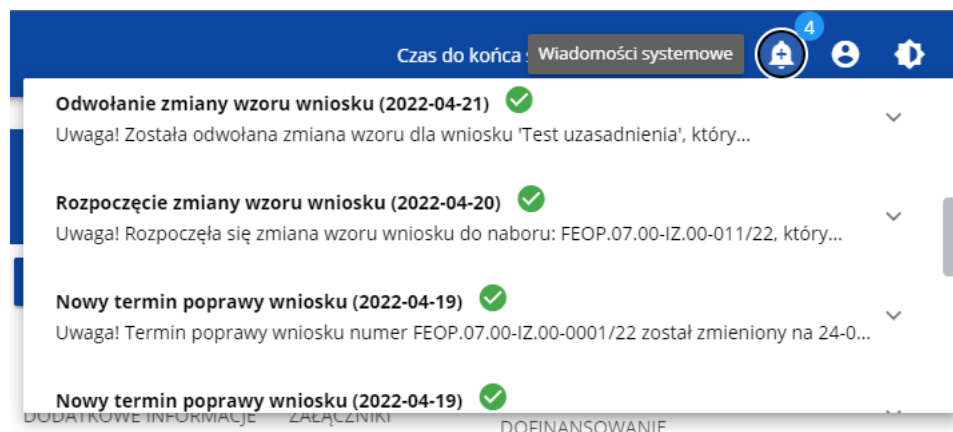 4
Czas do końca
Wiadomości systemowe
Odwołanie zmiany wzoru wniosku (2022-04-21)
Uwaga! Została odwołana zmiana wzoru dla wniosku 'Test uzasadnienia', który...
Rozpoczęcie zmiany wzoru wniosku (2022-04-20)
Uwaga! Rozpoczęła się zmiana wzoru wniosku do naboru: FEOP.07.00-IZ.00-011/22, który...
Nowy termin poprawy wniosku (2022-04-19)
Uwaga! Termin poprawy wniosku numer FEOP.07.00-IZ.00-0001/22 został zmieniony na 24-0...
Nowy termin poprawy wniosku (2022-04-19)
DODATKOWE INFORMACJE ZAŁĄCZNIKI
DOFINANSOWANIE